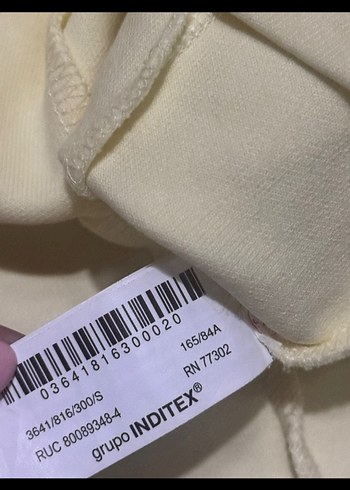 03641816300020
3641/816/300/S
165/84A
RUC 80089348-4
RN 77302
grupo INDITEX®